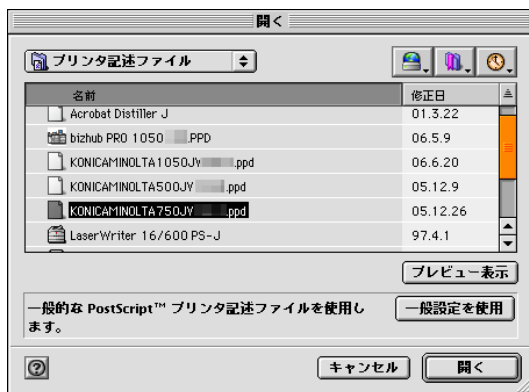 開く
プリンタ記述ファイル
名前 修正日
Acrobat Distiller J 01.3.22
bizhub PRO 1050 .PPD 06.5.9
KONICAMINOLTA1050JV .ppd 06.6.20
KONICAMINOLTA500JV .ppd 05.12.9
KONICAMINOLTA750JV .ppd 05.12.26
LaserWriter 16/600 PS-J 97.4.1
プレビュー表示
一般的な PostScript™ プリンタ記述ファイルを使用し
ます。
一般設定を使用
?
キャンセル 開く